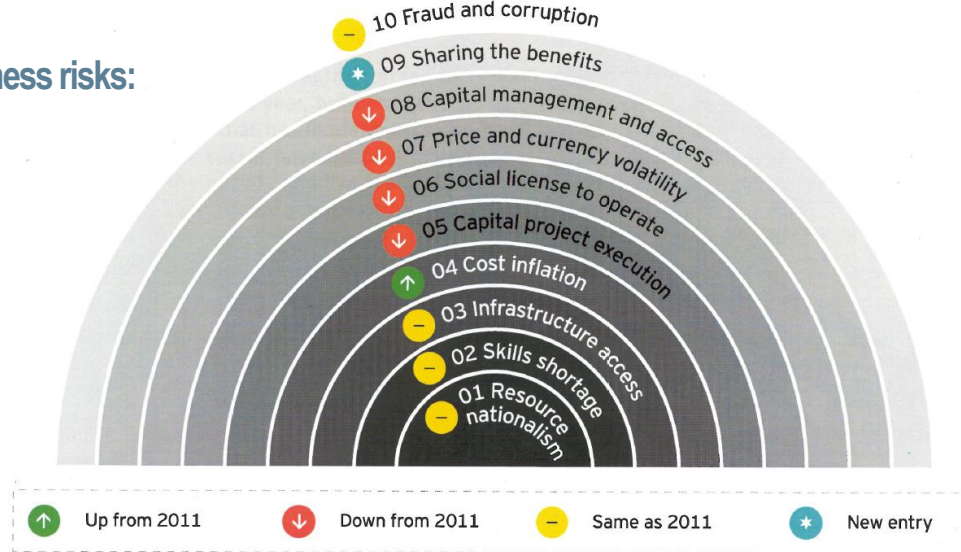 ness risks:
10 Fraud and corruption
09 Sharing the benefits
08 Capital management and access
07 Price and currency volatility
06 Social license to operate
05 Capital project execution
04 Cost inflation
03 Infrastructure access
02 Skills shortage
01 Resource
nationalism
Up from 2011
Down from 2011
Same as 2011
New entry